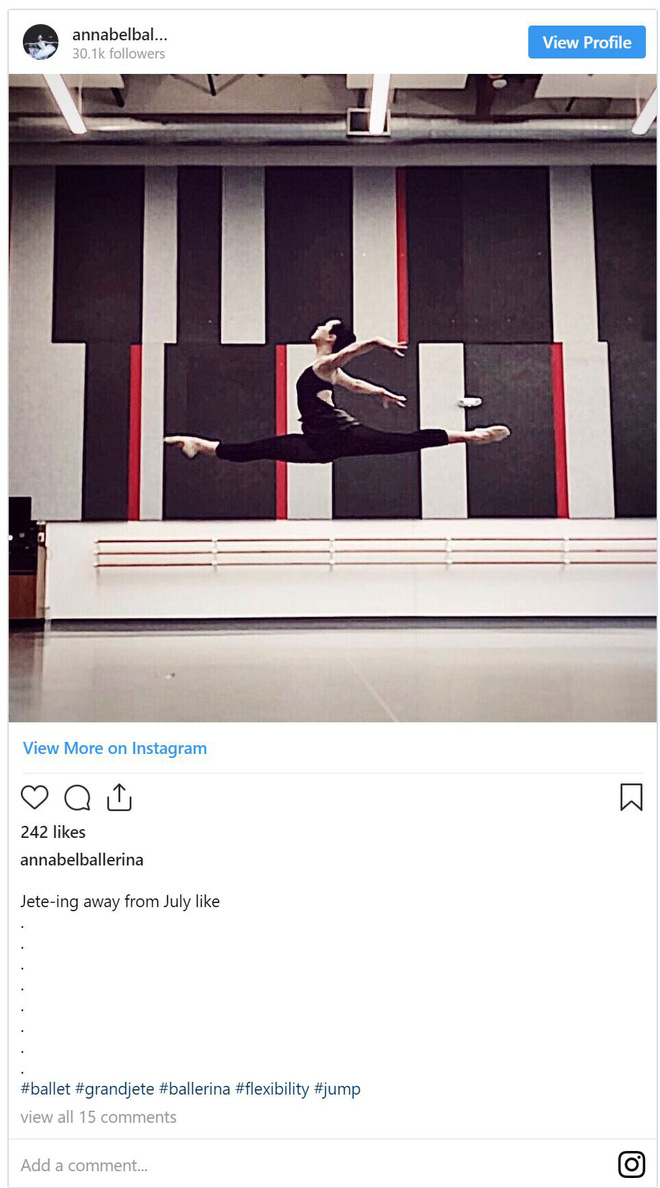 annabelbal...
30.1k followers
View Profile
View More on Instagram
242 likes
annabelballerina
Jete-ing away from July like
.
.
.
.
.
.
.
.
#ballet #grandjete #ballerina #flexibility #jump
view all 15 comments
Add a comment...